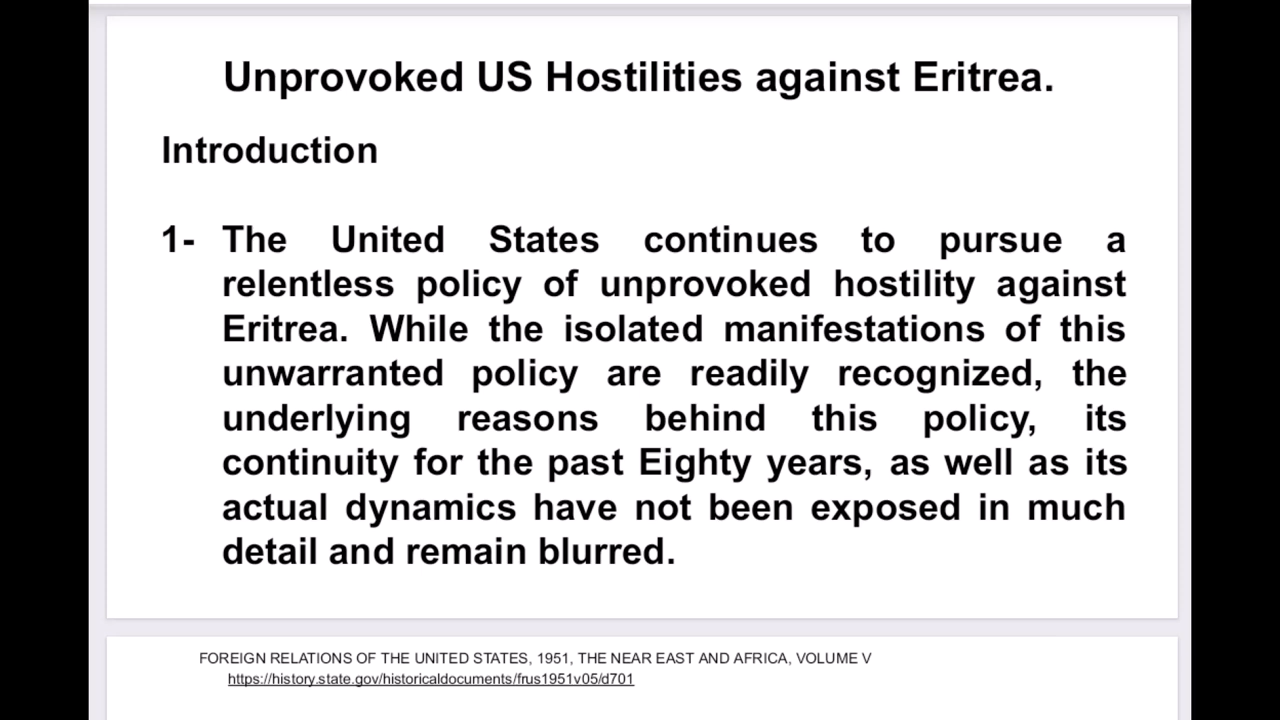 Unprovoked US Hostilities against Eritrea.
Introduction
1- The United States continues to pursue a
relentless policy of unprovoked hostility against
Eritrea. While the isolated manifestations of this
unwarranted policy are readily recognized, the
underlying reasons behind this policy, its
continuity for the past Eighty years, as well as its
actual dynamics have not been exposed in much
detail and remain blurred.
FOREIGN RELATIONS OF THE UNITED STATES, 1951, THE NEAR EAST AND AFRICA, VOLUME V
https://history.state.gov/historicaldocuments/frus1951v05/d701